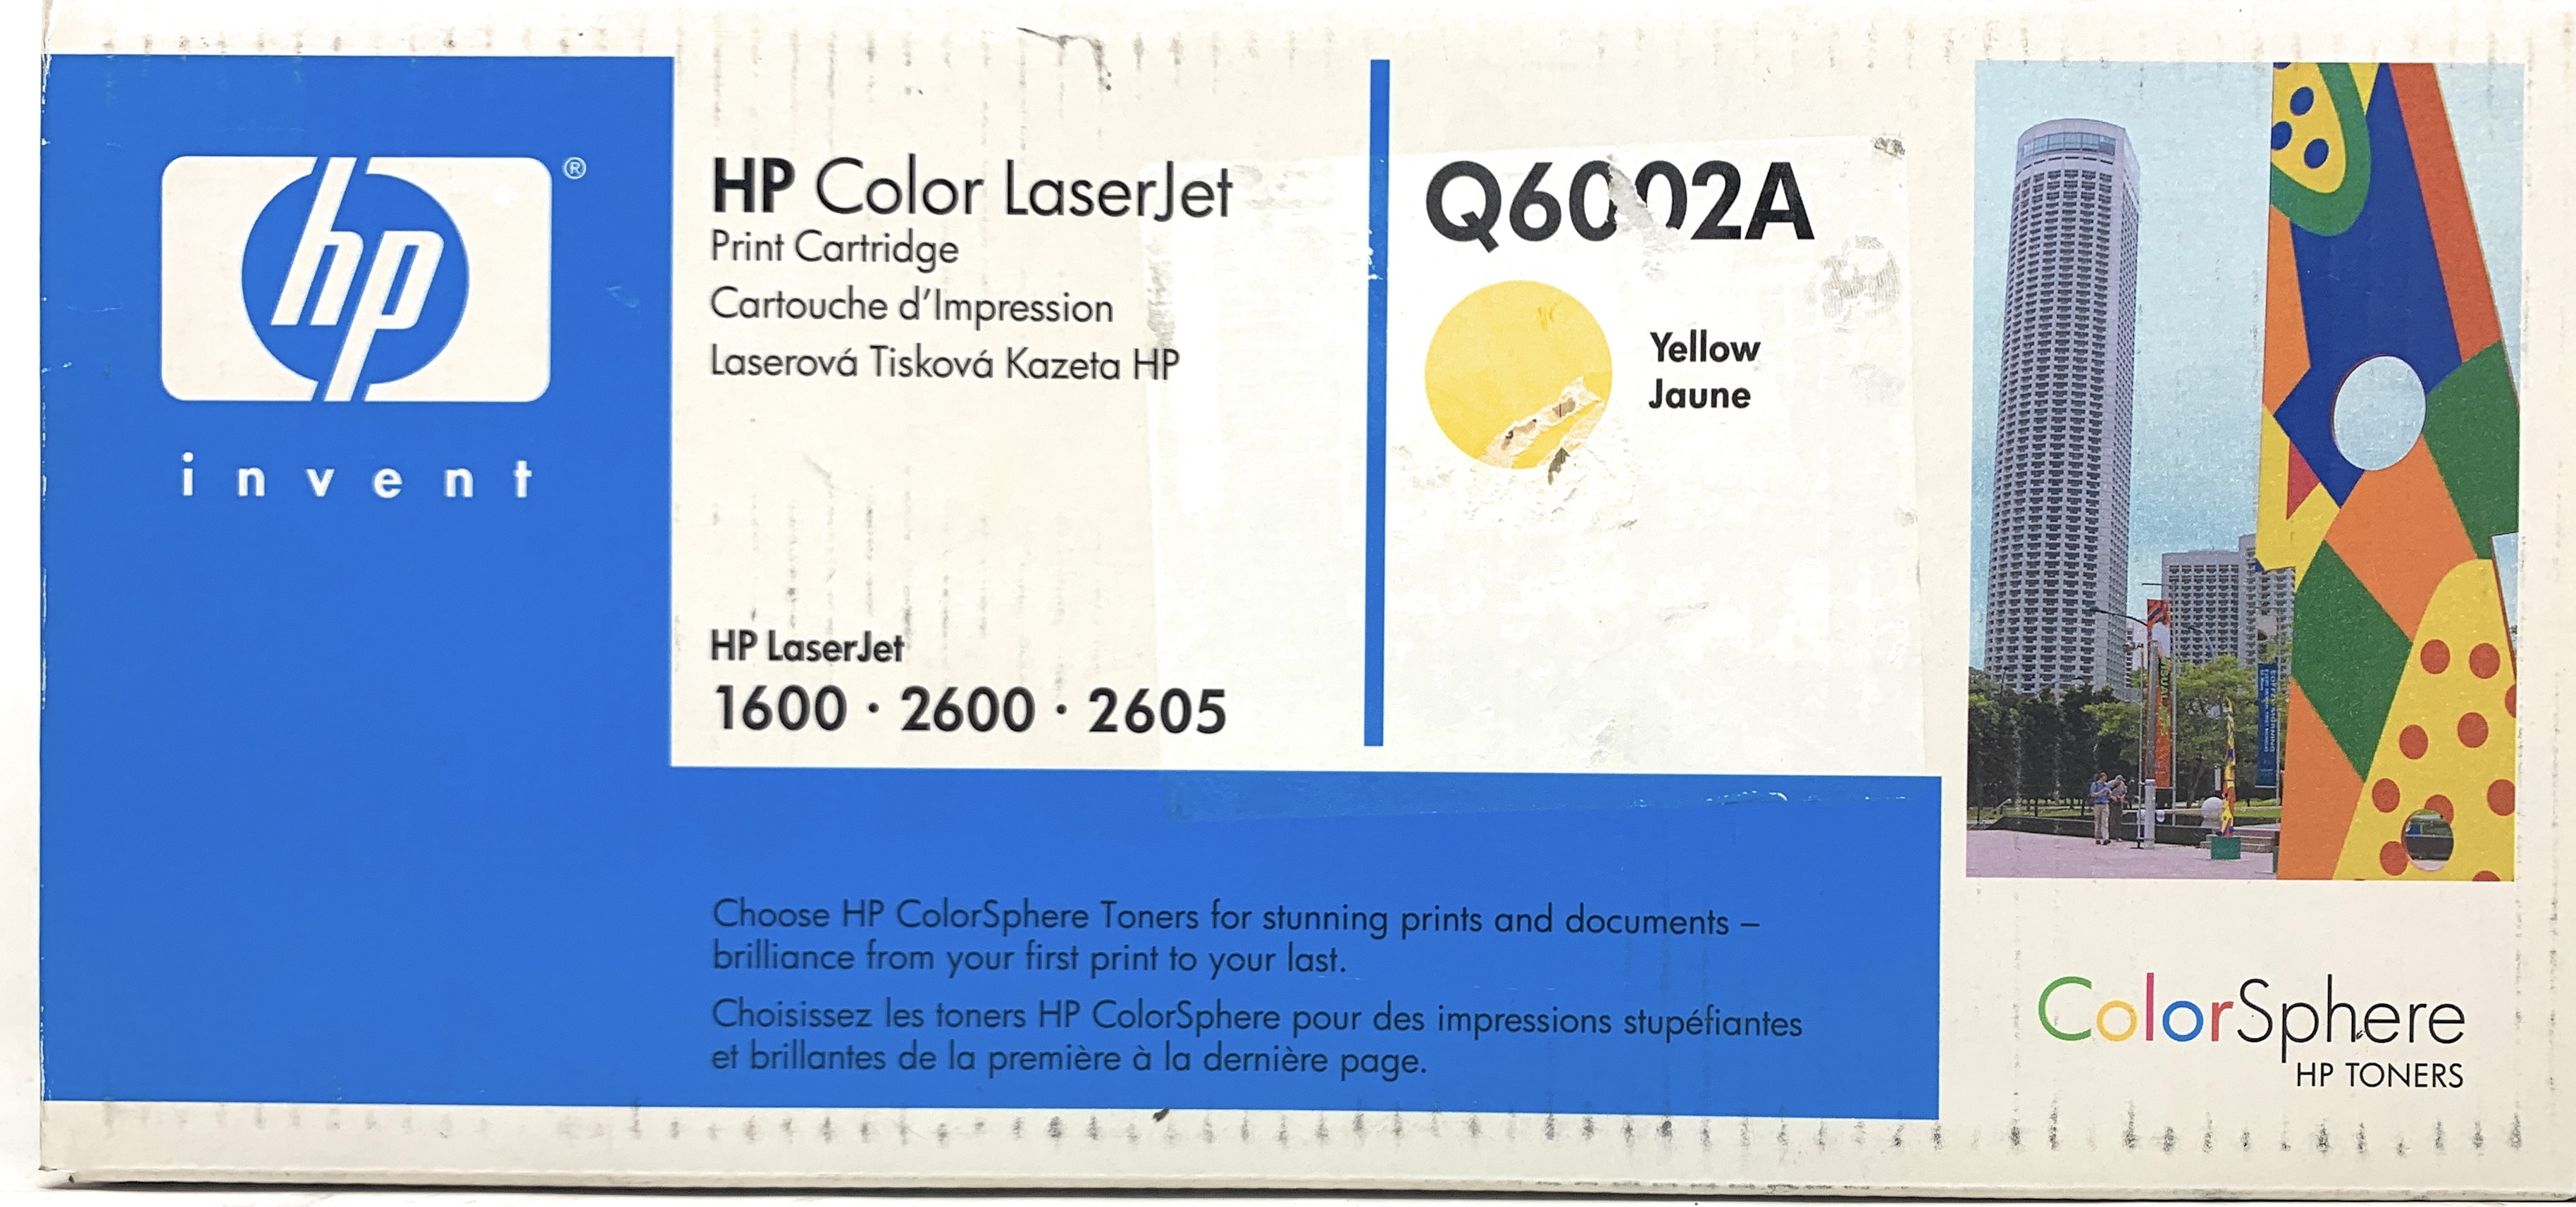 hp
®
invent
HP Color LaserJet
Print Cartridge
Cartouche d'Impression
Laserová Tisková Kazeta HP
HP LaserJet
1600 · 2600 · 2605
Q6002A
Yellow
Jaune
Choose HP ColorSphere Toners for stunning prints and documents –
brilliance from your first print to your last.
Choisissez les toners HP ColorSphere pour des impressions stupéfiantes
et brillantes de la première à la dernière page.
ColorSphere
HP TONERS